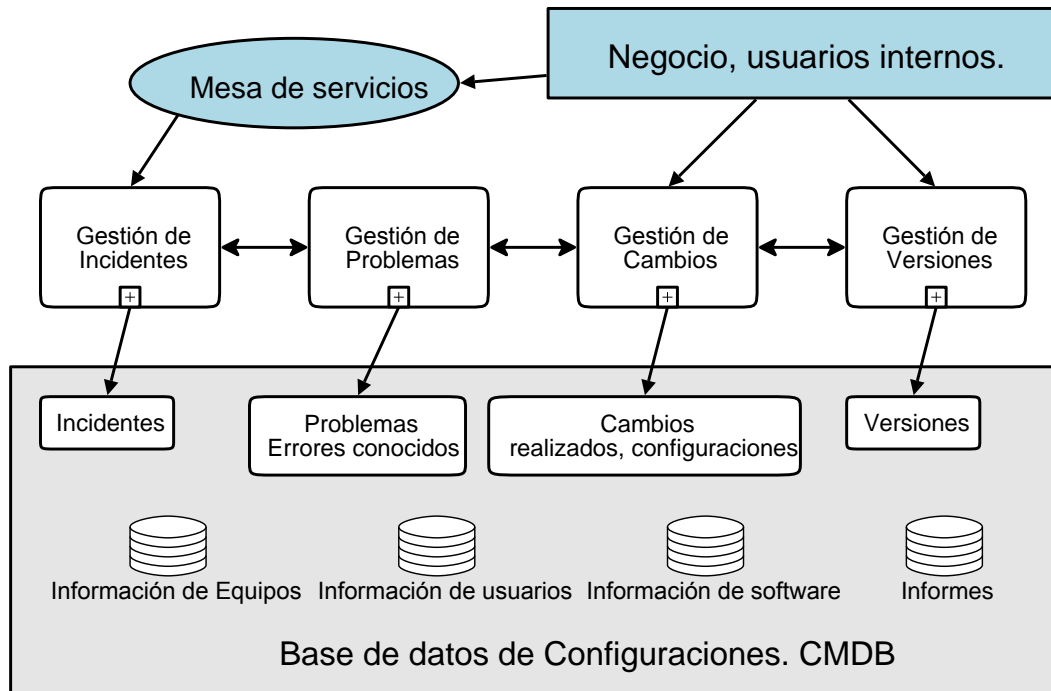 Negocio, usuarios internos.
Mesa de servicios
Gestión de
Incidentes
Gestión de
Problemas
Gestión de
Cambios
Gestión de
Versiones
Incidentes
Problemas
Errores conocidos
Cambios
realizados, configuraciones
Versiones
Información de Equipos
Información de usuarios
Información de software
Informes
Base de datos de Configuraciones. CMDB